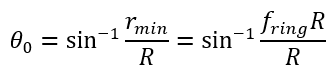 θ₀ = sin⁻¹ r_min/R = sin⁻¹ f_ring R/R